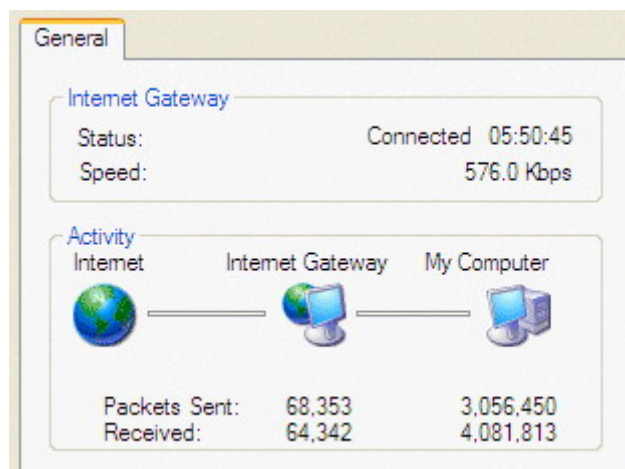 General
Internet Gateway
Status: Connected 05:50:45
Speed: 576.0 Kbps
Activity
Internet Internet Gateway My Computer
Packets Sent: 68,353 3,056,450
Received: 64,342 4,081,813